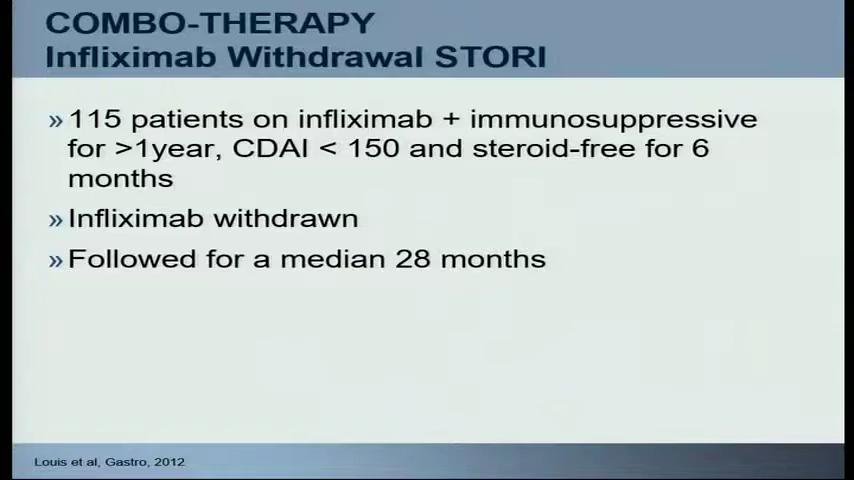 COMBO-THERAPY
Infliximab Withdrawal STORI
» 115 patients on infliximab + immunosuppressive
for >1year, CDAI < 150 and steroid-free for 6
months
» Infliximab withdrawn
» Followed for a median 28 months
Louis et al, Gastro, 2012